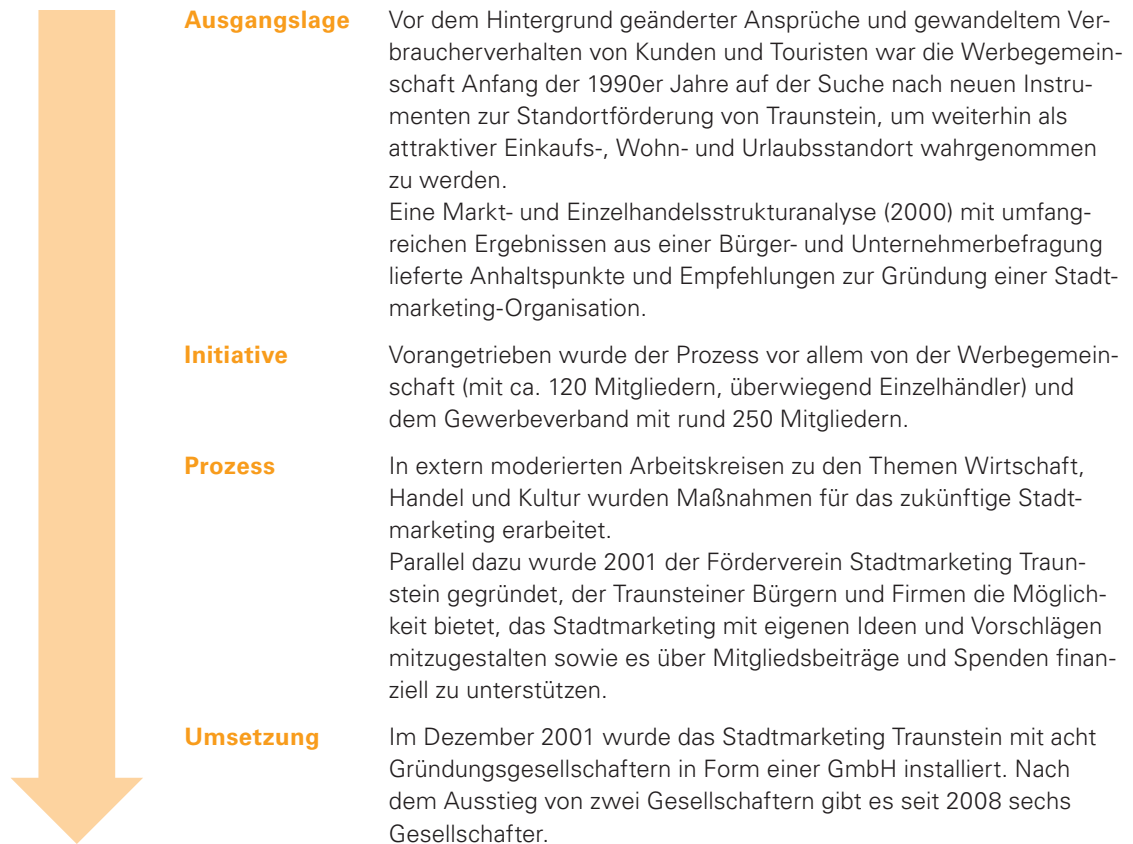 Ausgangslage Vor dem Hintergrund geänderter Ansprüche und gewandeltem Ver-
braucherverhalten von Kunden und Touristen war die Werbegemein-
schaft Anfang der 1990er Jahre auf der Suche nach neuen Instru-
menten zur Standortförderung von Traunstein, um weiterhin als
attraktiver Einkaufs-, Wohn- und Urlaubsstandort wahrgenommen
zu werden.
Eine Markt- und Einzelhandelsstrukturanalyse (2000) mit umfang-
reichen Ergebnissen aus einer Bürger- und Unternehmerbefragung
lieferte Anhaltspunkte und Empfehlungen zur Gründung einer Stadt-
marketing-Organisation.
Initiative Vorangetrieben wurde der Prozess vor allem von der Werbegemein-
schaft (mit ca. 120 Mitgliedern, überwiegend Einzelhändler) und
dem Gewerbeverband mit rund 250 Mitgliedern.
Prozess In extern moderierten Arbeitskreisen zu den Themen Wirtschaft,
Handel und Kultur wurden Maßnahmen für das zukünftige Stadt-
marketing erarbeitet.
Parallel dazu wurde 2001 der Förderverein Stadtmarketing Traun-
stein gegründet, der Traunsteiner Bürgern und Firmen die Möglich-
keit bietet, das Stadtmarketing mit eigenen Ideen und Vorschlägen
mitzugestalten sowie es über Mitgliedsbeiträge und Spenden finan-
ziell zu unterstützen.
Umsetzung Im Dezember 2001 wurde das Stadtmarketing Traunstein mit acht
Gründungsgesellschaftern in Form einer GmbH installiert. Nach
dem Ausstieg von zwei Gesellschaftern gibt es seit 2008 sechs
Gesellschafter.